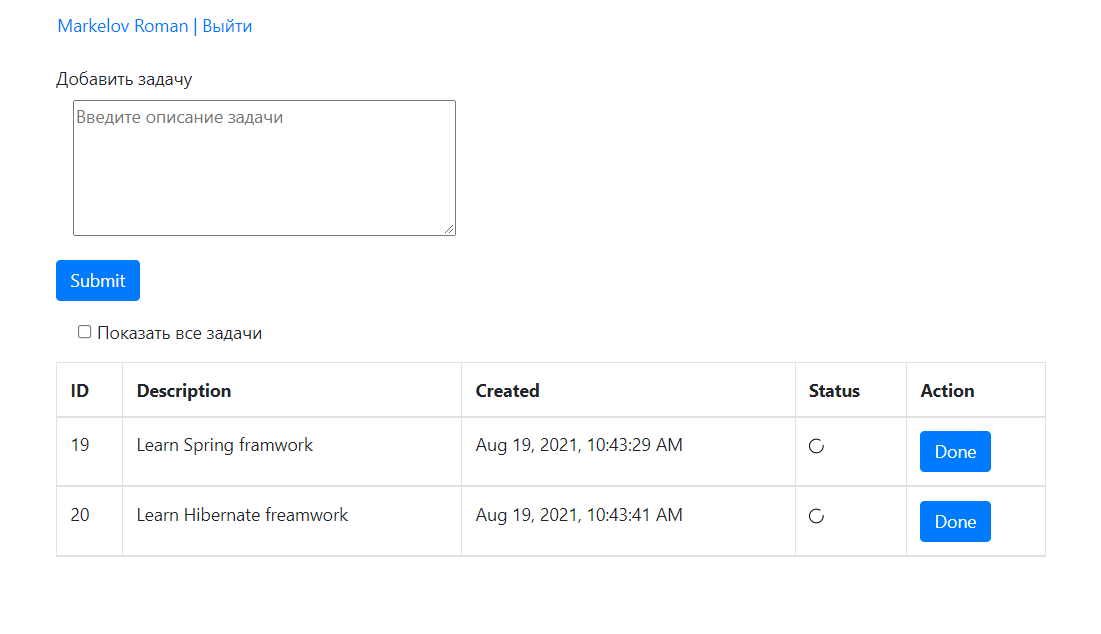 Markelov Roman | Выйти
Добавить задачу
Введите описание задачи
Submit
Показать все задачи
ID Description Created Status Action
19 Learn Spring framwork Aug 19, 2021, 10:43:29 AM Done
20 Learn Hibernate freamwork Aug 19, 2021, 10:43:41 AM Done